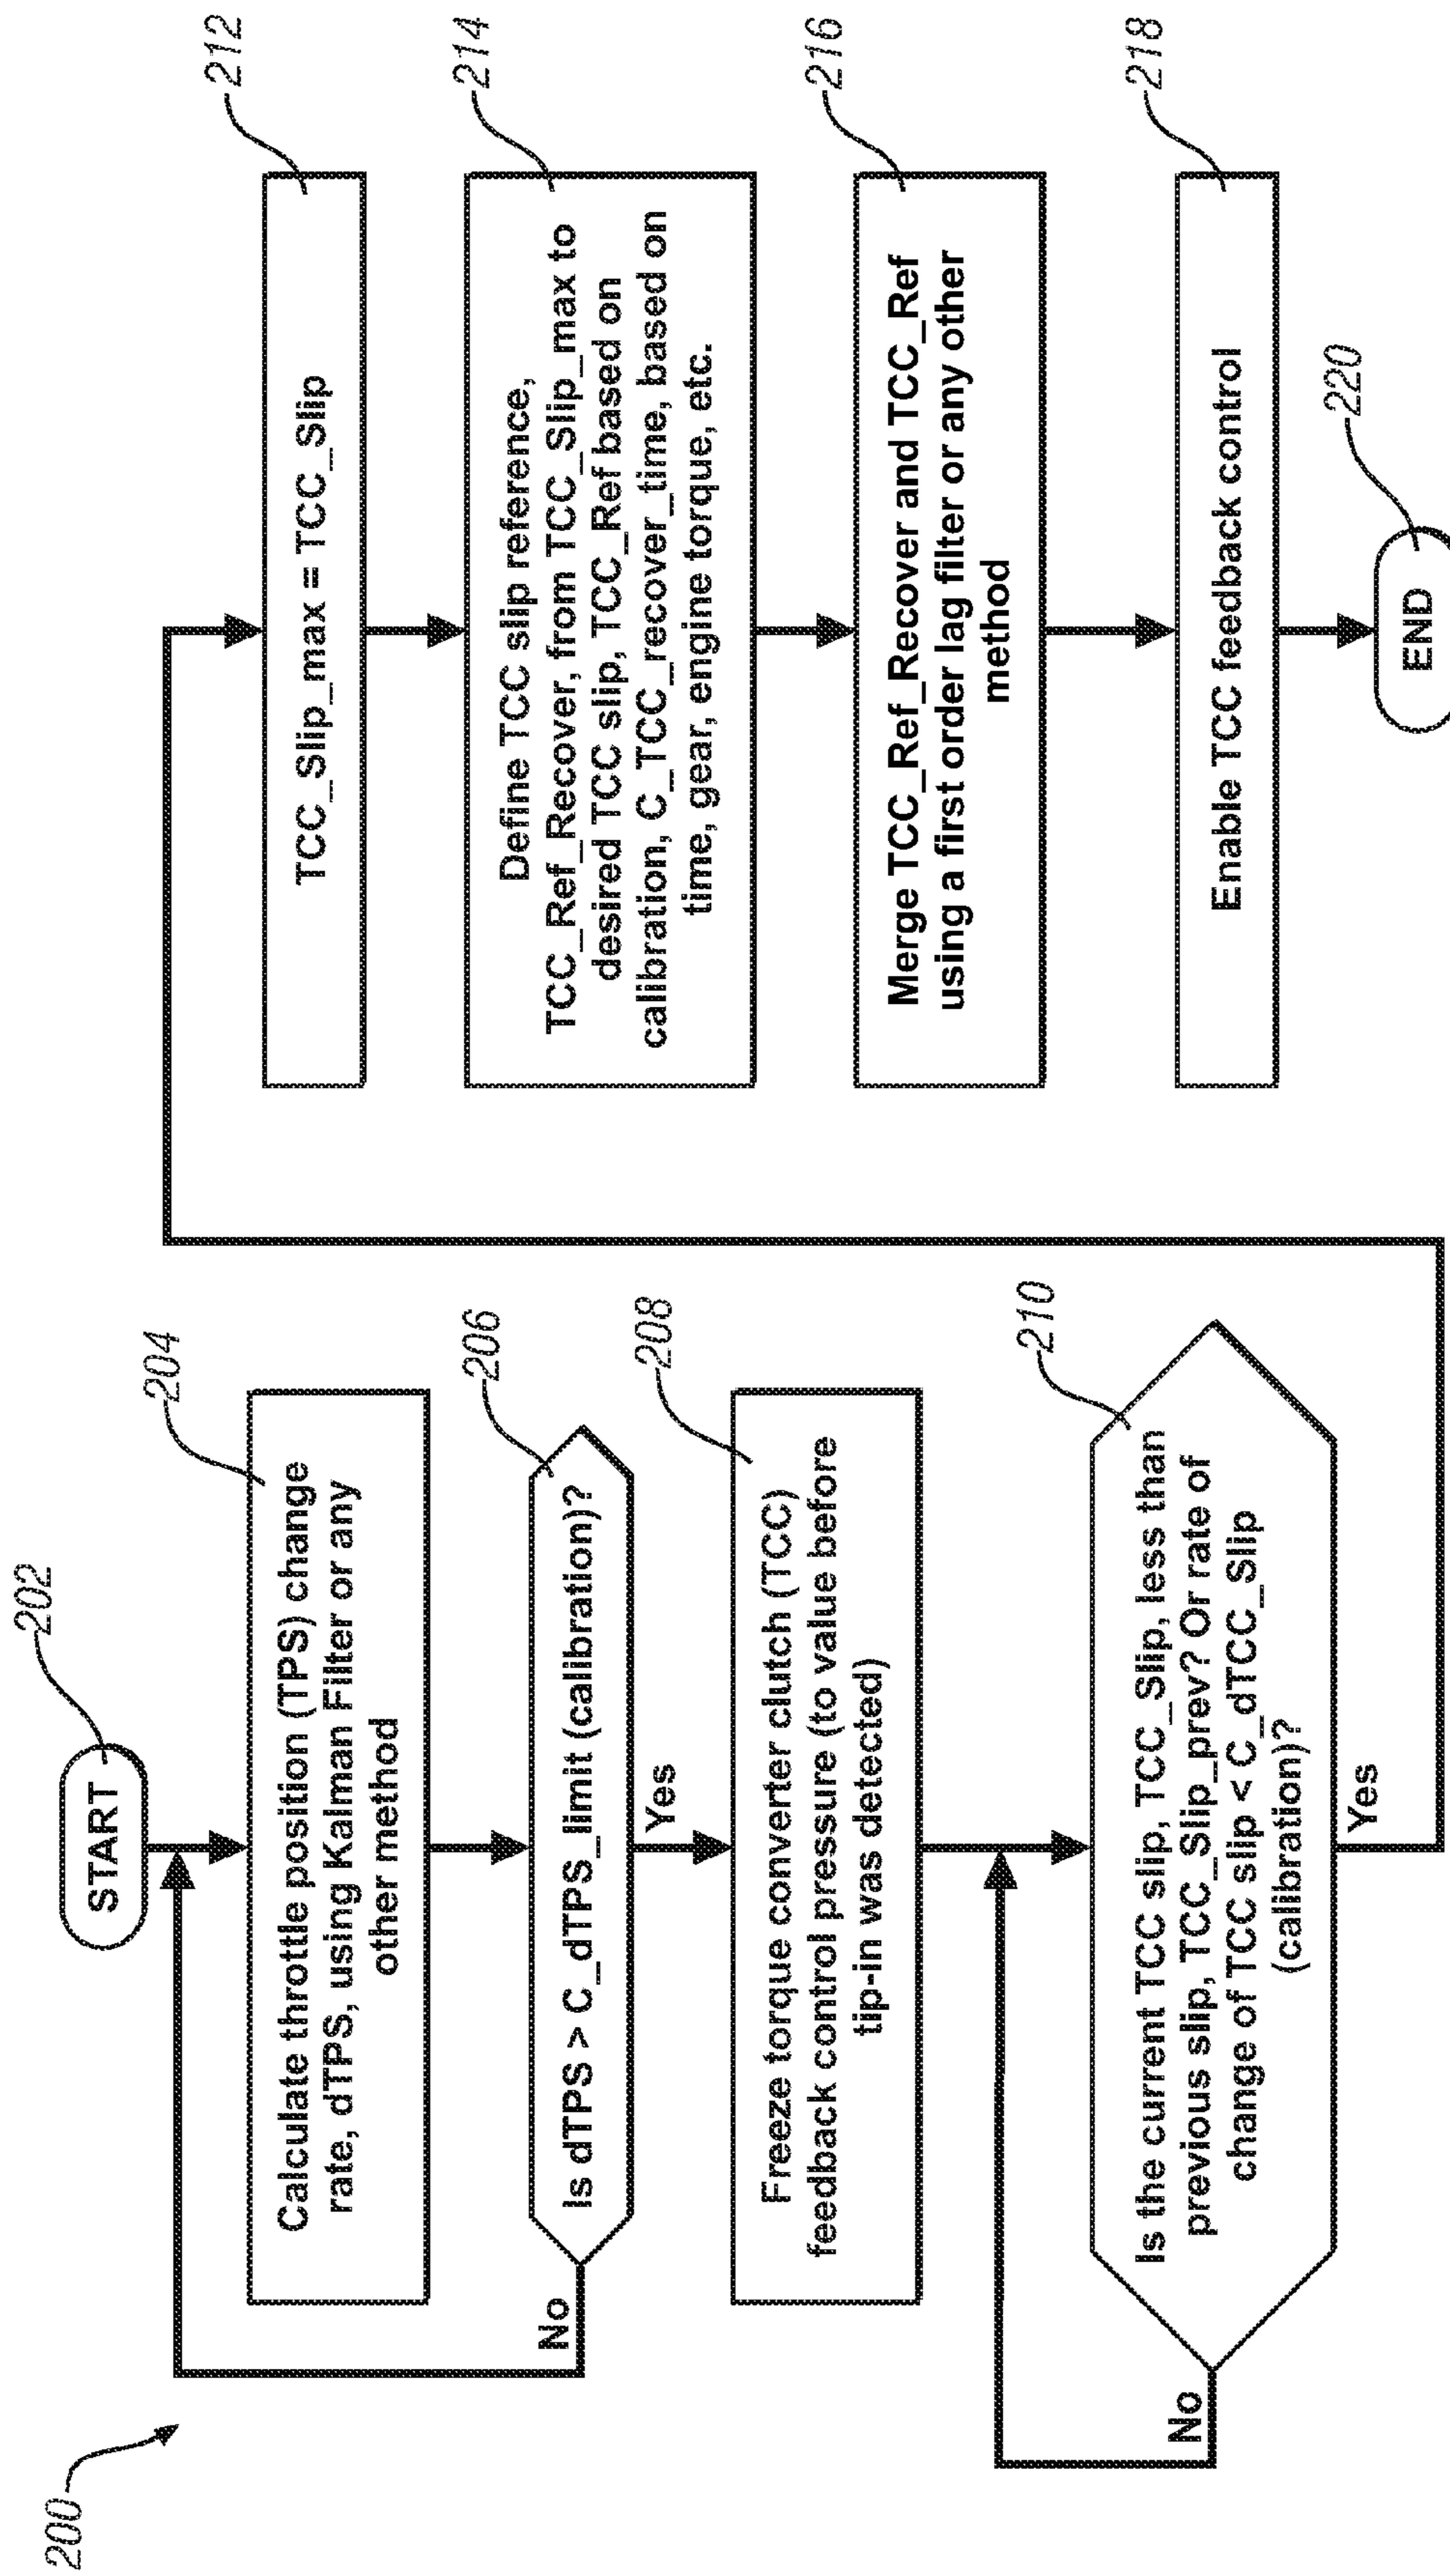 200
202
START
204
Calculate throttle position (TPS) change
rate, dTPS, using Kalman Filter or any
other method
206
Is dTPS > C_dTPS_limit (calibration)?
No
Yes
208
Freeze torque converter clutch (TCC)
feedback control pressure (to value before
tip-in was detected)
210
Is the current TCC slip, TCC_Slip, less than
previous slip, TCC_Slip_prev? Or rate of
change of TCC slip < C_dTCC_Slip
(calibration)?
No
Yes
212
TCC_Slip_max = TCC_Slip
214
Define TCC slip reference,
TCC_Ref_Recover, from TCC_Slip_max to
desired TCC slip, TCC_Ref based on
calibration, C_TCC_recover_time, based on
time, gear, engine torque, etc.
216
Merge TCC_Ref_Recover and TCC_Ref
using a first order lag filter or any other
method
218
Enable TCC feedback control
220
END